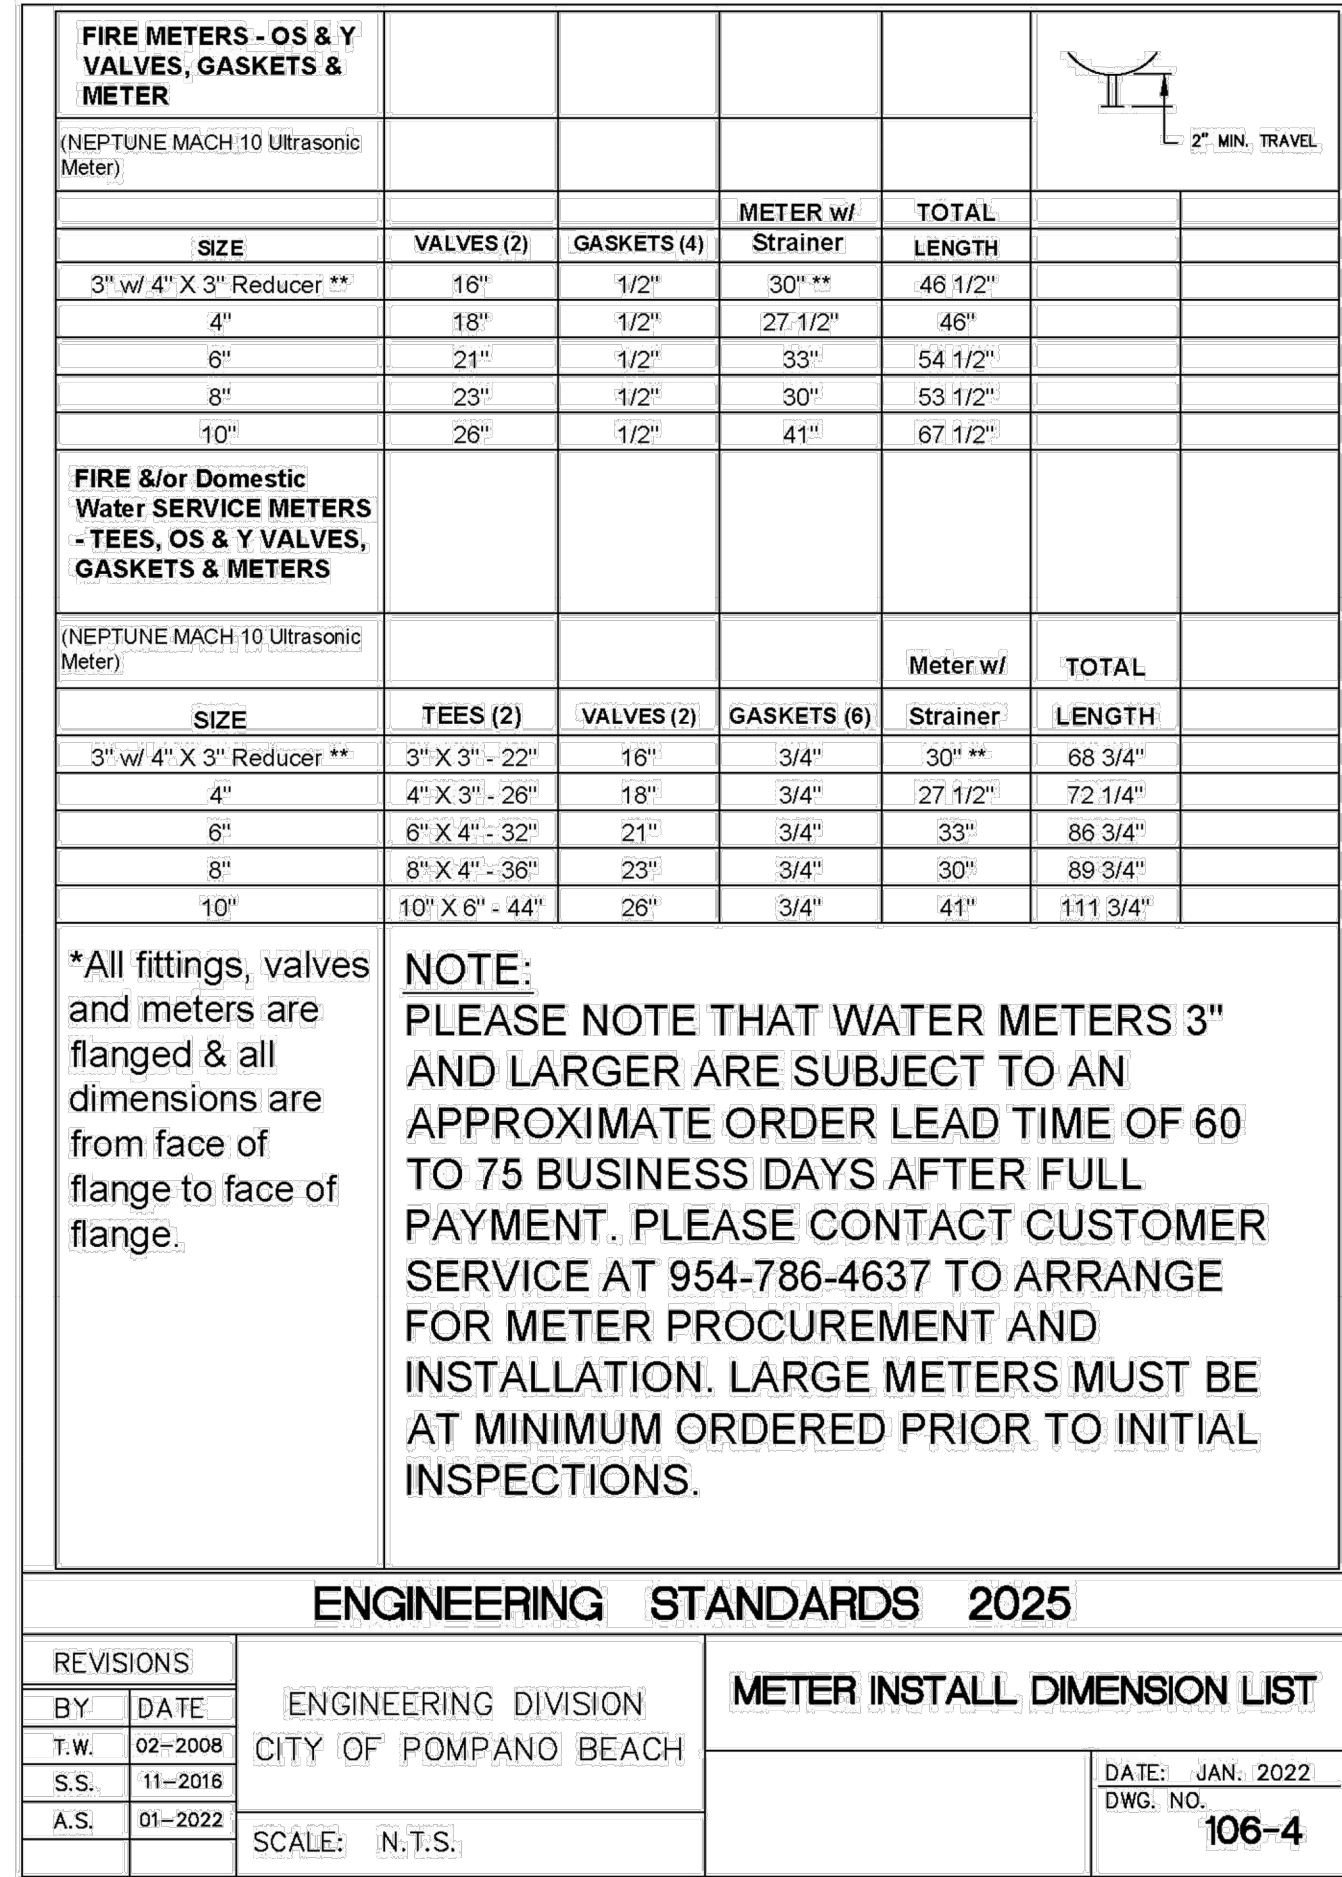 FIRE METERS - OS & Y
VALVES, GASKETS &
METER
2" MIN. TRAVEL
(NEPTUNE MACH 10 Ultrasonic
Meter)
METER w/ TOTAL
SIZE VALVES (2) GASKETS (4) Strainer LENGTH
3" w/ 4" X 3" Reducer ** 16" 1/2" 30" ** 46 1/2"
4" 18" 1/2" 27 1/2" 46"
6" 21" 1/2" 33" 54 1/2"
8" 23" 1/2" 30" 53 1/2"
10" 26" 1/2" 41" 67 1/2"
FIRE &/or Domestic
Water SERVICE METERS
- TEES, OS & Y VALVES,
GASKETS & METERS
(NEPTUNE MACH 10 Ultrasonic
Meter)
Meter w/ TOTAL
SIZE TEES (2) VALVES (2) GASKETS (6) Strainer LENGTH
3" w/ 4" X 3" Reducer ** 3" X 3" - 22" 16" 3/4" 30" ** 68 3/4"
4" 4" X 3" - 26" 18" 3/4" 27 1/2" 72 1/4"
6" 6" X 4" - 32" 21" 3/4" 33" 86 3/4"
8" 8" X 4" - 36" 23" 3/4" 30" 89 3/4"
10" 10" X 6" - 44" 26" 3/4" 41" 111 3/4"
*All fittings, valves
and meters are
flanged & all
dimensions are
from face of
flange to face of
flange.
NOTE:
PLEASE NOTE THAT WATER METERS 3"
AND LARGER ARE SUBJECT TO AN
APPROXIMATE ORDER LEAD TIME OF 60
TO 75 BUSINESS DAYS AFTER FULL
PAYMENT. PLEASE CONTACT CUSTOMER
SERVICE AT 954-786-4637 TO ARRANGE
FOR METER PROCUREMENT AND
INSTALLATION. LARGE METERS MUST BE
AT MINIMUM ORDERED PRIOR TO INITIAL
INSPECTIONS.
ENGINEERING STANDARDS 2025
REVISIONS
BY DATE
T.W. 02-2008
S.S. 11-2016
A.S. 01-2022
ENGINEERING DIVISION
CITY OF POMPANO BEACH
SCALE: N.T.S.
METER INSTALL DIMENSION LIST
DATE: JAN. 2022
DWG. NO.
106-4